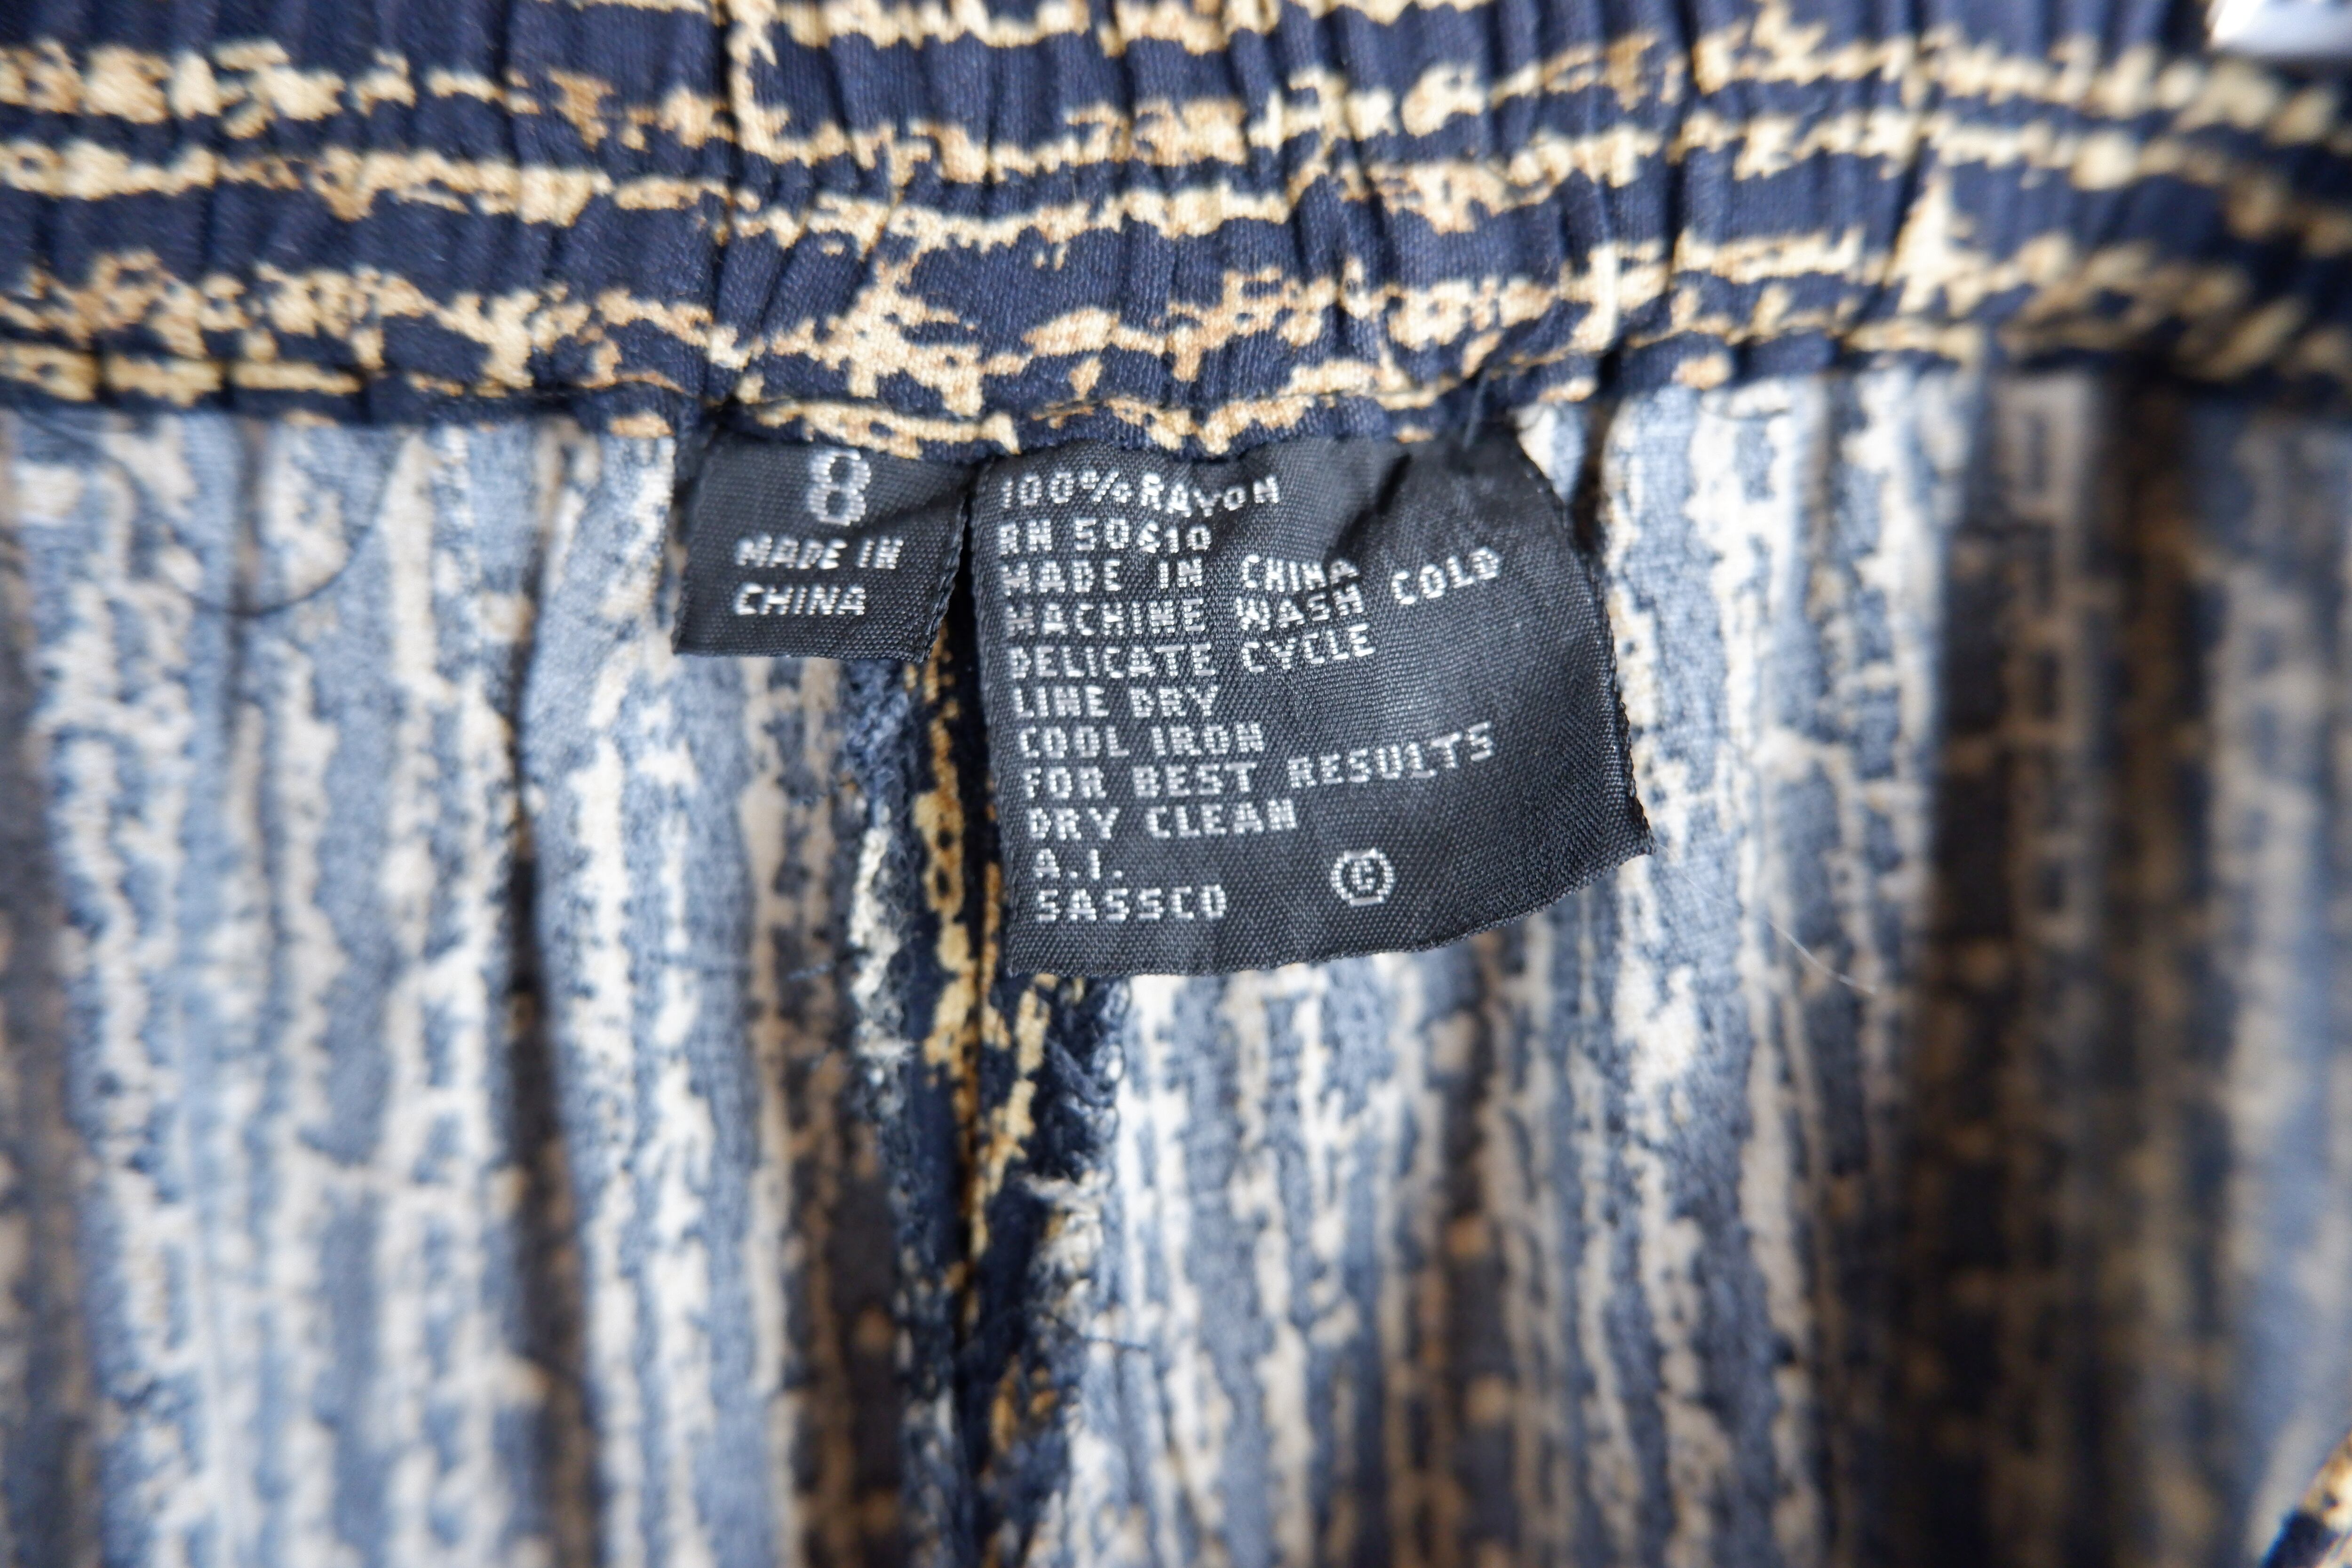 8
MADE IN
CHINA
100% RAYON
RN 50610
MADE IN CHINA
MACHINE WASH COLD
DELICATE CYCLE
LINE DRY
COOL IRON
FOR BEST RESULTS
DRY CLEAN
A.I.
SASSCO ©